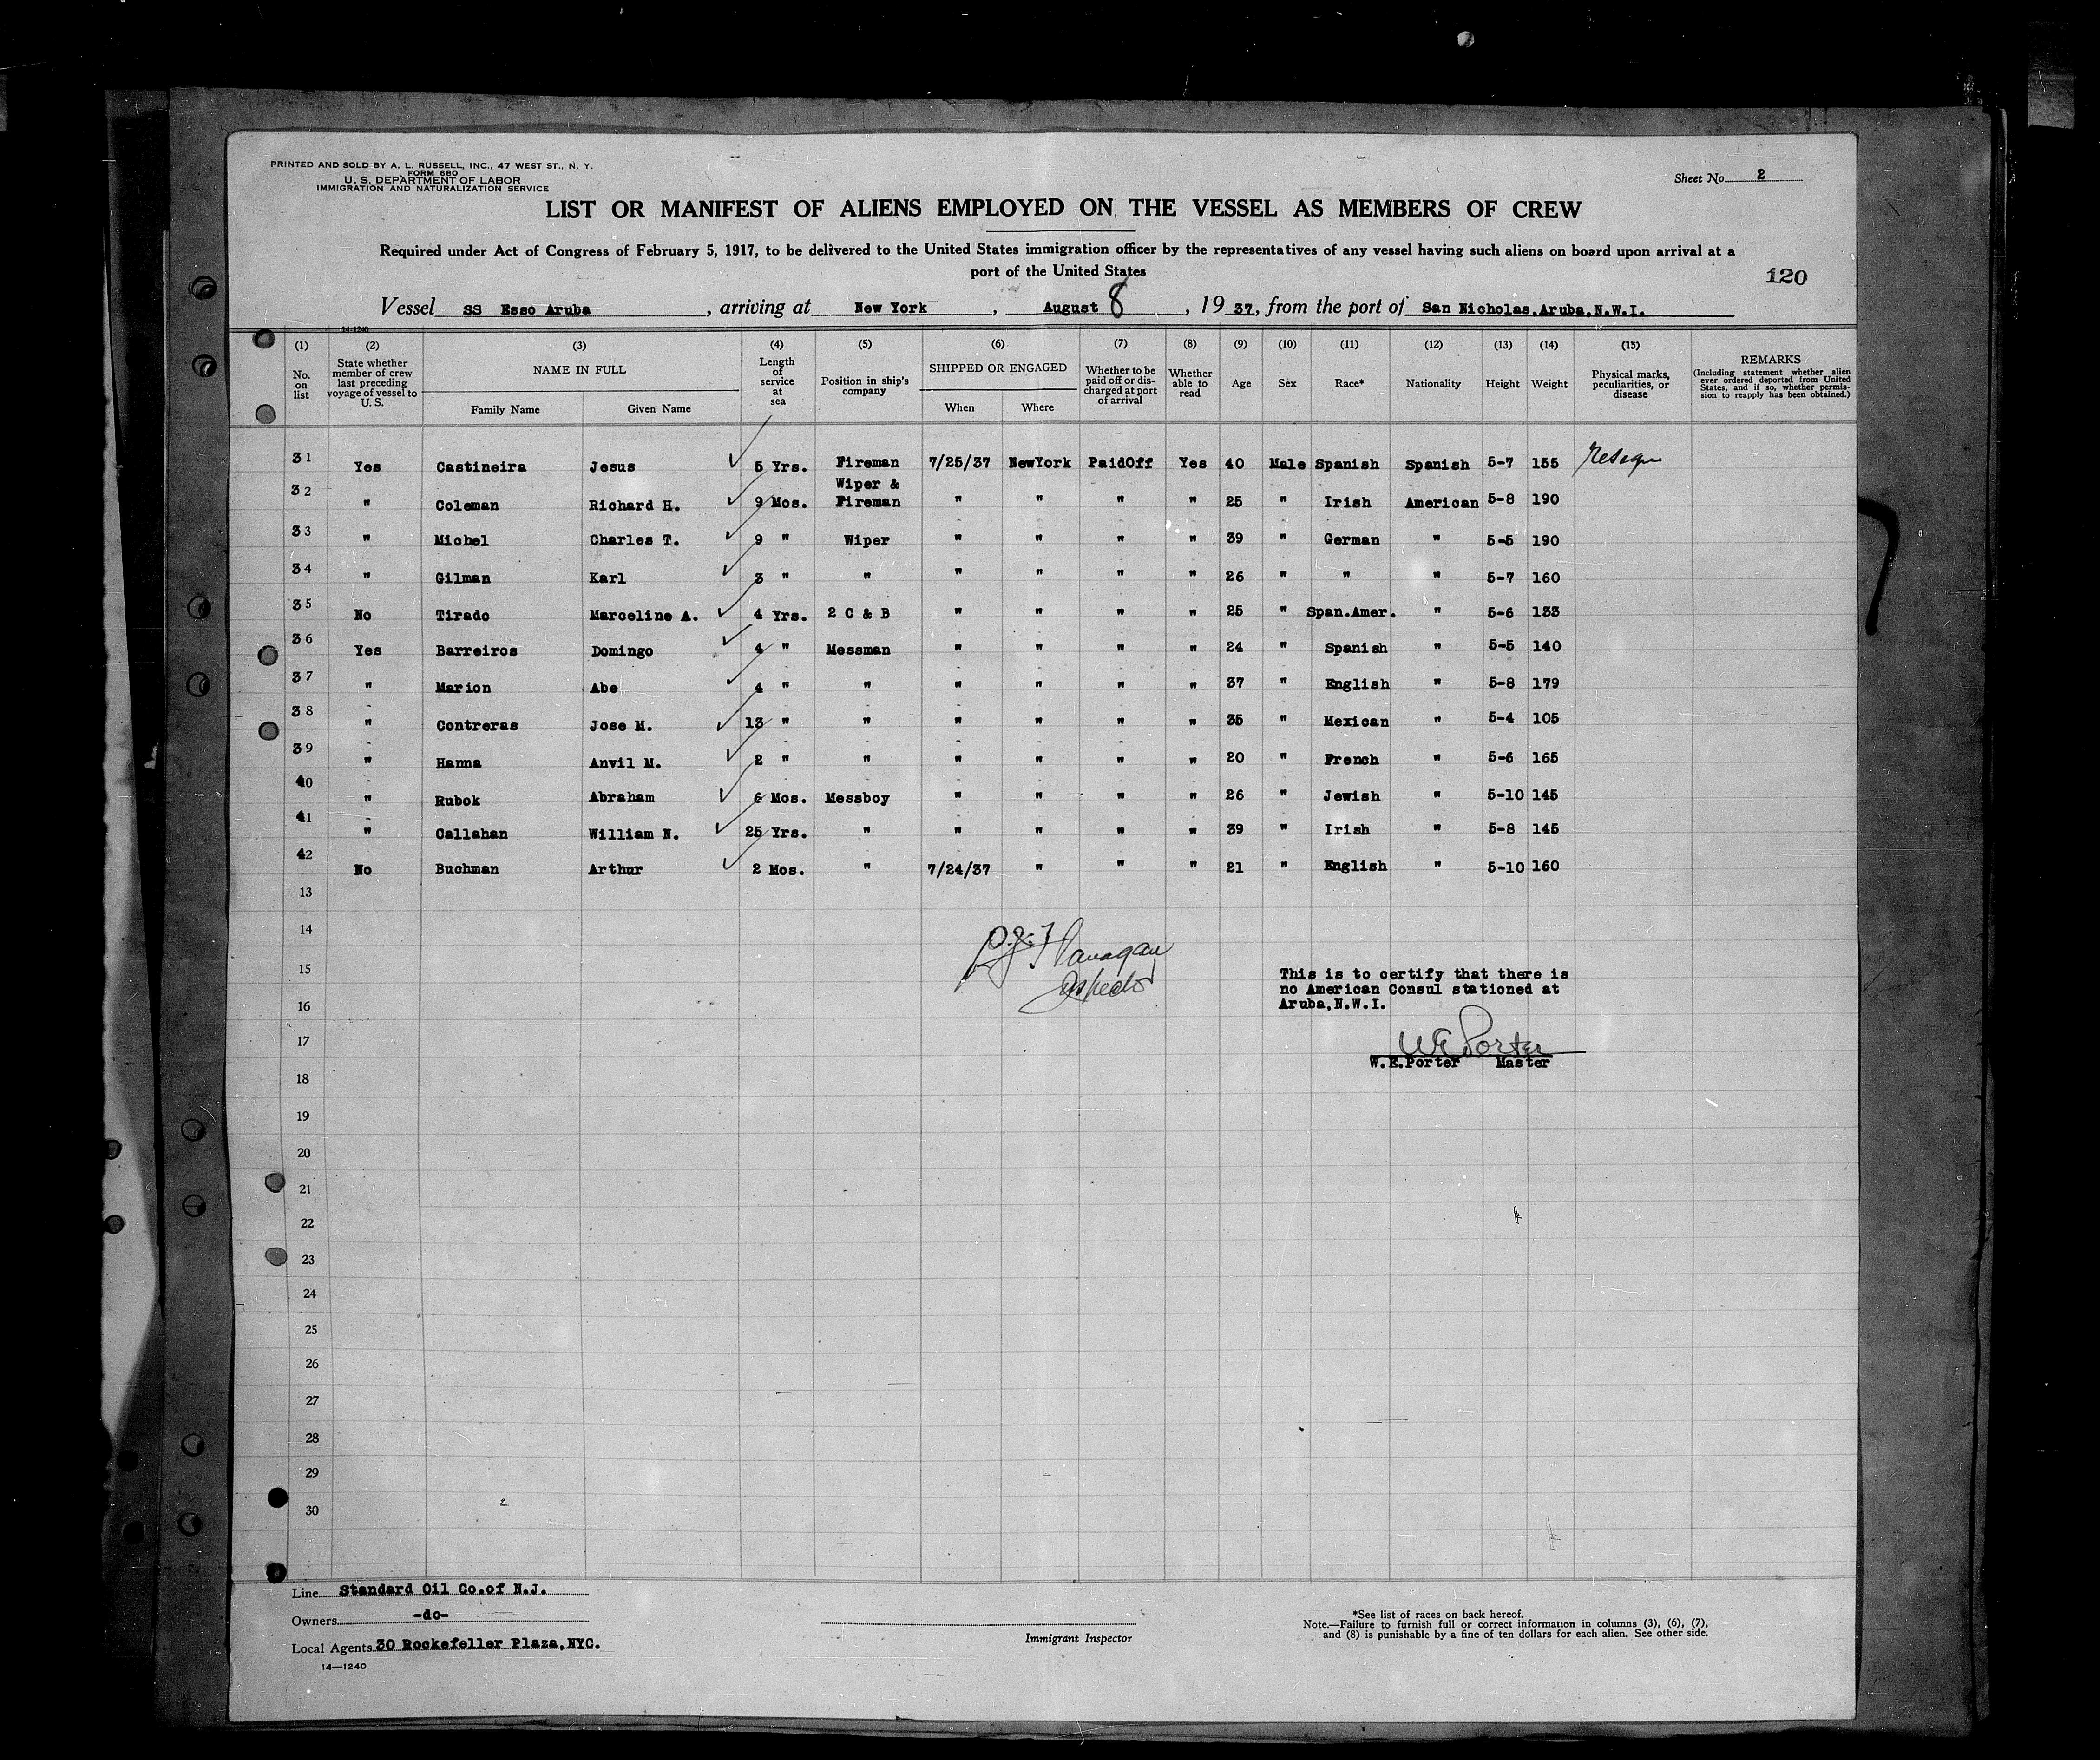 PRINTED AND SOLD BY A. L. RUSSELL, INC., 47 WEST ST., N. Y.
FORM 680
U. S. DEPARTMENT OF LABOR
IMMIGRATION AND NATURALIZATION SERVICE
Sheet No. 2
LIST OR MANIFEST OF ALIENS EMPLOYED ON THE VESSEL AS MEMBERS OF CREW
Required under Act of Congress of February 5, 1917, to be delivered to the United States immigration officer by the representatives of any vessel having such aliens on board upon arrival at a
port of the United States
120
Vessel SS Esso Aruba, arriving at New York, August 8, 1937, from the port of San Nicholas,Aruba,N.W.I.
14-1240
(1) (2) (3) (4) (5) (6) (7) (8) (9) (10) (11) (12) (13) (14) (15)
No. on list State whether member of crew last preceding voyage of vessel to U. S. NAME IN FULL Family Name Given Name Length of service at sea Position in ship's company SHIPPED OR ENGAGED When Where Whether to be paid off or discharged at port of arrival Whether able to read Age Sex Race* Nationality Height Weight Physical marks, peculiarities, or disease REMARKS (Including statement whether alien ever ordered deported from United States, and if so, whether permission to reapply has been obtained.)
31 Yes Castineira Jesus 5 Yrs. Fireman 7/25/37 NewYork PaidOff Yes 40 Male Spanish Spanish 5-7 155
32 " Coleman Richard H. 9 Mos. Wiper & Fireman " " " " 25 " Irish American 5-8 190
33 " Michel Charles T. 9 " Wiper " " " " 39 " German " 5-5 190
34 " Gilman Karl 3 " " " " " " 26 " " " 5-7 160
35 No Tirado Marceline A. 4 Yrs. 2 C & B " " " " 25 " Span.Amer. " 5-6 133
36 Yes Barreiros Domingo 4 " Messman " " " " 24 " Spanish " 5-5 140
37 " Marion Abe 4 " " " " " " 37 " English " 5-8 179
38 " Contreras Jose M. 13 " " " " " " 35 " Mexican " 5-4 105
39 " Hanna Anvil M. 2 " " " " " " 20 " French " 5-6 165
40 " Rubok Abraham 6 Mos. Messboy " " " " 26 " Jewish " 5-10 145
41 " Callahan William N. 25 Yrs. " " " " " 39 " Irish " 5-8 145
42 No Buchman Arthur 2 Mos. " 7/24/37 " " " 21 " English " 5-10 160
13
14
Flanagan
15
Inspector
This is to certify that there is
no American Consul stationed at
Aruba,N.W.I.
16
17
WE Porter
W.E.Porter Master
18
19
20
21
22
23
24
25
26
27
28
29
30
Line Standard Oil Co.of N.J.
Owners -do-
Local Agents 30 Rockefeller Plaza,NYC.
14—1240
Immigrant Inspector
*See list of races on back hereof.
Note.—Failure to furnish full or correct information in columns (3), (6), (7),
and (8) is punishable by a fine of ten dollars for each alien. See other side.